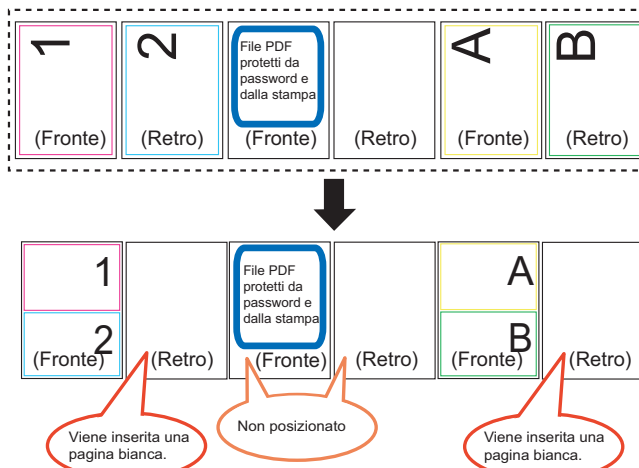 1
2
File PDF
protetti da
password e
dalla stampa
A
B
(Fronte)
(Retro)
(Fronte)
(Retro)
(Fronte)
(Retro)
1
2
(Fronte)
(Retro)
File PDF
protetti da
password e
dalla stampa
(Fronte)
(Retro)
A
B
(Fronte)
(Retro)
Viene inserita una
pagina bianca.
Non posizionato
Viene inserita una
pagina bianca.